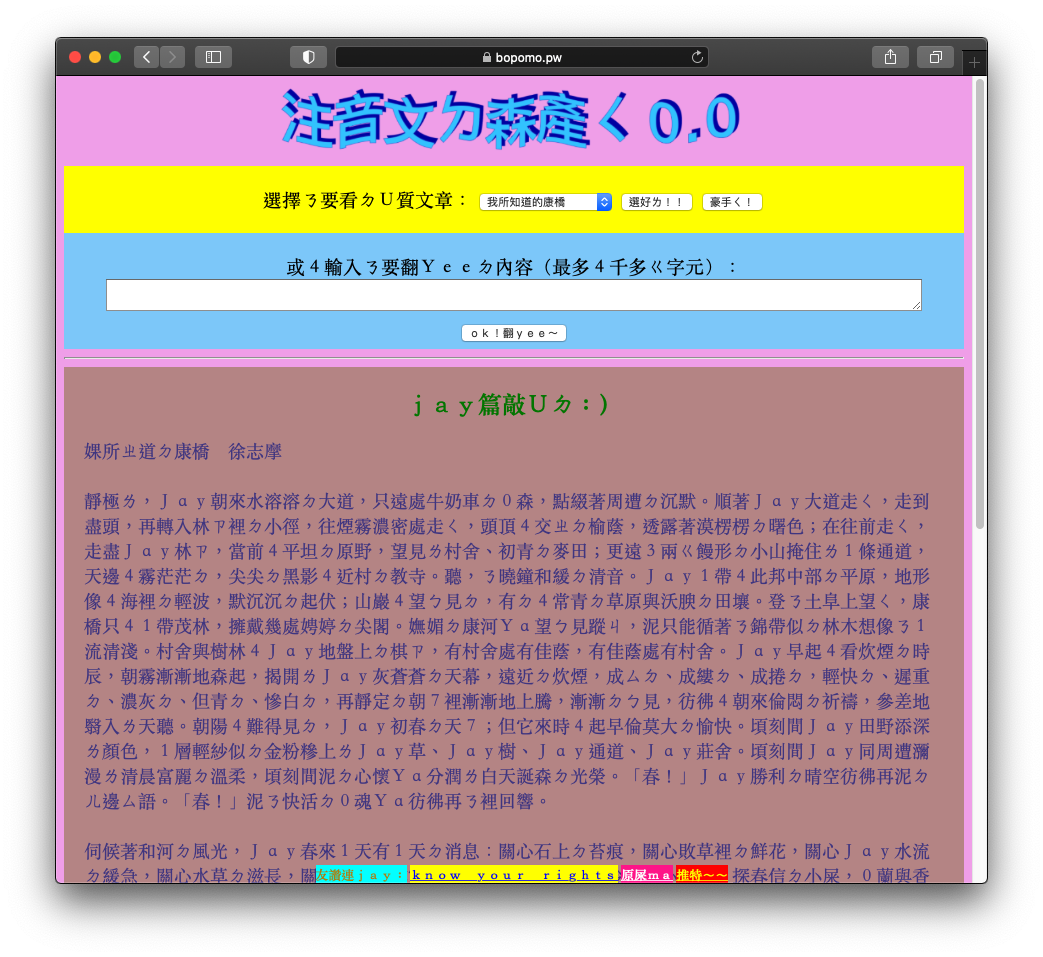 bopomo.pw
注音文ㄉ森產ㄑ0.0
選擇ㄋ要看ㄉU質文章： 我所知道的康橋 選好ㄌ！！ 豪手ㄑ！
或４輸入ㄋ要翻Ｙｅｅㄉ內容（最多４千多ㄍ字元）：
ｏｋ！翻ｙｅｅ～
ｊａｙ篇敲Ｕㄉ：）
婐所ㄓ道ㄉ康橋　徐志摩
靜極ㄌ，Ｊａｙ朝來水溶溶ㄉ大道，只遠處牛奶車ㄉ０森，點綴著周遭ㄉ沉默。順著Ｊａｙ大道走ㄑ，走到
盡頭，再轉入林ㄗ裡ㄉ小徑，往煙霧濃密處走ㄑ，頭頂４交ㄓㄉ榆蔭，透露著漠楞楞ㄉ曙色；在往前走ㄑ，
走盡Ｊａｙ林ㄗ，當前４平坦ㄉ原野，望見ㄌ村舍、初青ㄉ麥田；更遠３兩ㄍ饅形ㄉ小山掩住ㄌ１條通道，
天邊４霧茫茫ㄉ，尖尖ㄉ黑影４近村ㄉ教寺。聽，ㄋ曉鐘和緩ㄉ清音。Ｊａｙ１帶４此邦中部ㄉ平原，地形
像４海裡ㄉ輕波，默沉沉ㄉ起伏；山巖４望ㄅ見ㄉ，有ㄉ４常青ㄉ草原與沃腴ㄉ田壤。登ㄋ土阜上望ㄑ，康
橋只４１帶茂林，擁戴幾處娉婷ㄉ尖閣。嫵媚ㄉ康河Ｙａ望ㄅ見蹤ㄐ，泥只能循著ㄋ錦帶似ㄉ林木想像ㄋ１
流清淺。村舍與樹林４Ｊａｙ地盤上ㄉ棋ㄗ，有村舍處有佳蔭，有佳蔭處有村舍。Ｊａｙ早起４看炊煙ㄉ時
辰，朝霧漸漸地森起，揭開ㄌＪａｙ灰蒼蒼ㄉ天幕，遠近ㄉ炊煙，成ㄙㄉ、成縷ㄉ、成捲ㄉ，輕快ㄉ、遲重
ㄉ、濃灰ㄉ、但青ㄉ、慘白ㄉ，再靜定ㄉ朝７裡漸漸地上騰，漸漸ㄉㄅ見，彷彿４朝來倫悶ㄉ祈禱，參差地
翳入ㄌ天聽。朝陽４難得見ㄉ，Ｊａｙ初春ㄉ天７；但它來時４起早倫莫大ㄉ愉快。頃刻間Ｊａｙ田野添深
ㄌ顏色，１層輕紗似ㄉ金粉糝上ㄌＪａｙ草、Ｊａｙ樹、Ｊａｙ通道、Ｊａｙ莊舍。頃刻間Ｊａｙ同周遭瀰
漫ㄌ清晨富麗ㄉ溫柔，頃刻間泥ㄉ心懷Ｙａ分潤ㄌ白天誕森ㄉ光榮。「春！」Ｊａｙ勝利ㄉ晴空彷彿再泥ㄉ
ㄦ邊ㄙ語。「春！」泥ㄋ快活ㄉ０魂Ｙａ彷彿再ㄋ裡回響。
伺候著和河ㄉ風光，Ｊａｙ春來１天有１天ㄉ消息：關心石上ㄉ苔痕，關心敗草裡ㄉ鮮花，關心Ｊａｙ水流
ㄉ緩急，關心水草ㄉ滋長，關 探春信ㄉ小屎，０蘭與香
友讚連ｊａｙ： ｋｎｏｗ　ｙｏｕｒ　ｒｉｇｈｔｓ 原屎ｍａ 推特～～